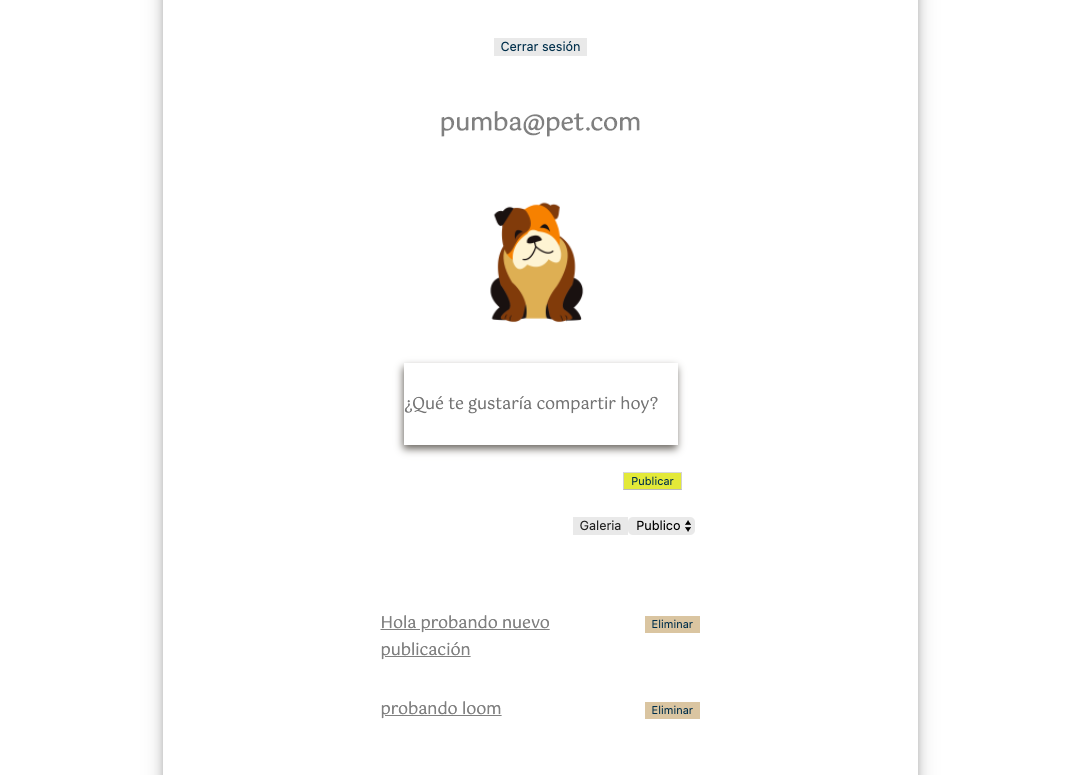 Cerrar sesión
pumba@pet.com
¿Qué te gustaría compartir hoy?
Publicar
Galeria Publico
Hola probando nuevo Eliminar
publicación
probando loom Eliminar